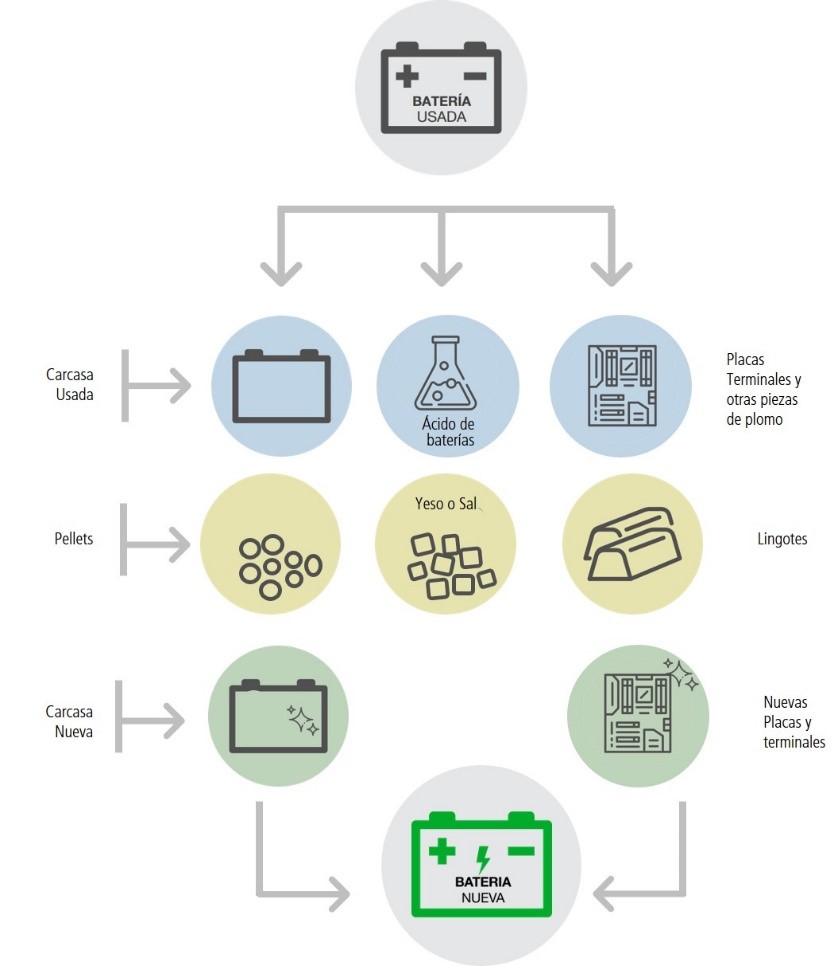 BATERÍA
USADA
Carcasa
Usada
Ácido de
baterías
Placas
Terminales y
otras piezas
de plomo
Pellets
Yeso o Sal
Lingotes
Carcasa
Nueva
Nuevas
Placas y
terminales
BATERIA
NUEVA